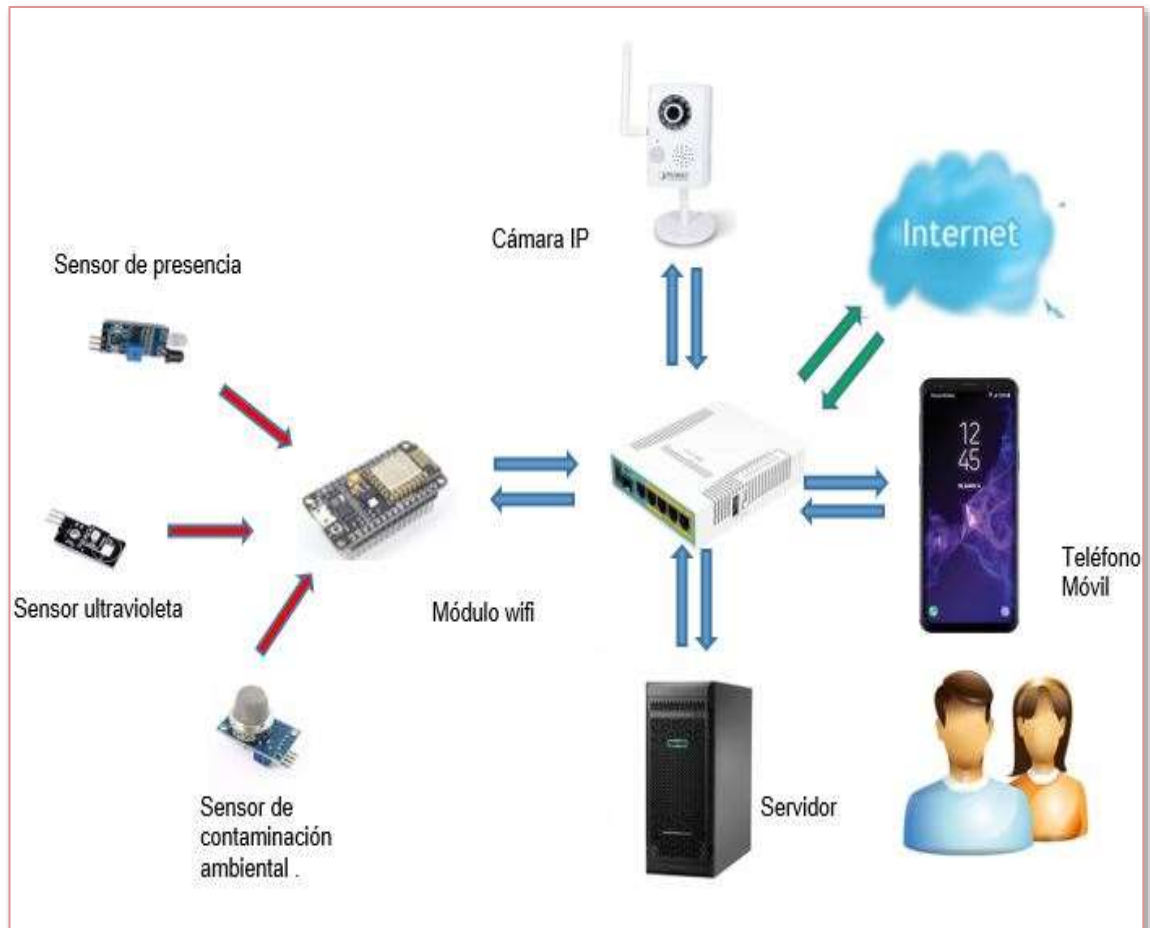 Cámara IP
Internet
Sensor de presencia
12
45
Teléfono
Móvil
Sensor ultravioleta
Módulo wifi
Sensor de
contaminación
ambiental .
Servidor